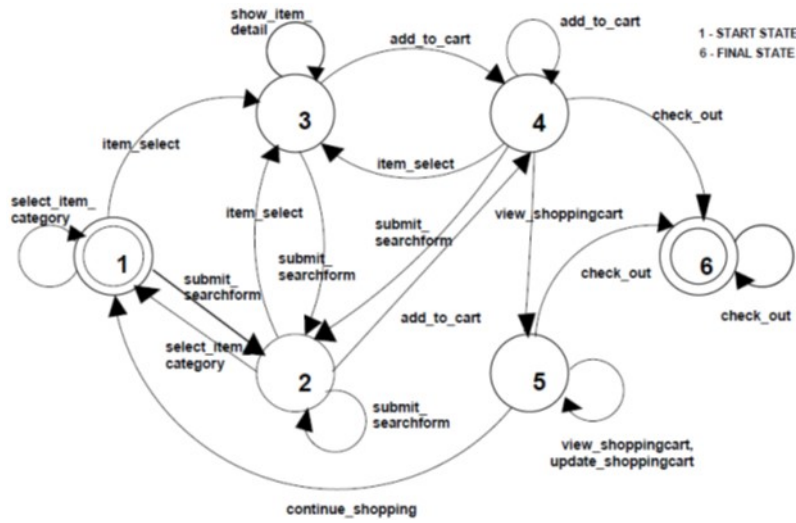 show_item_
detail
add_to_cart
add_to_cart
1 - START STATE
6 - FINAL STATE
3
4
check_out
item_select
item_select
select_item_
category
item_select
submit_
searchform
view_shoppingcart
1
submit_
searchform
submit_
searchform
6
check_out
add_to_cart
check_out
select_item
category
2
5
submit_
searchform
view_shoppingcart,
update_shoppingcart
continue_shopping